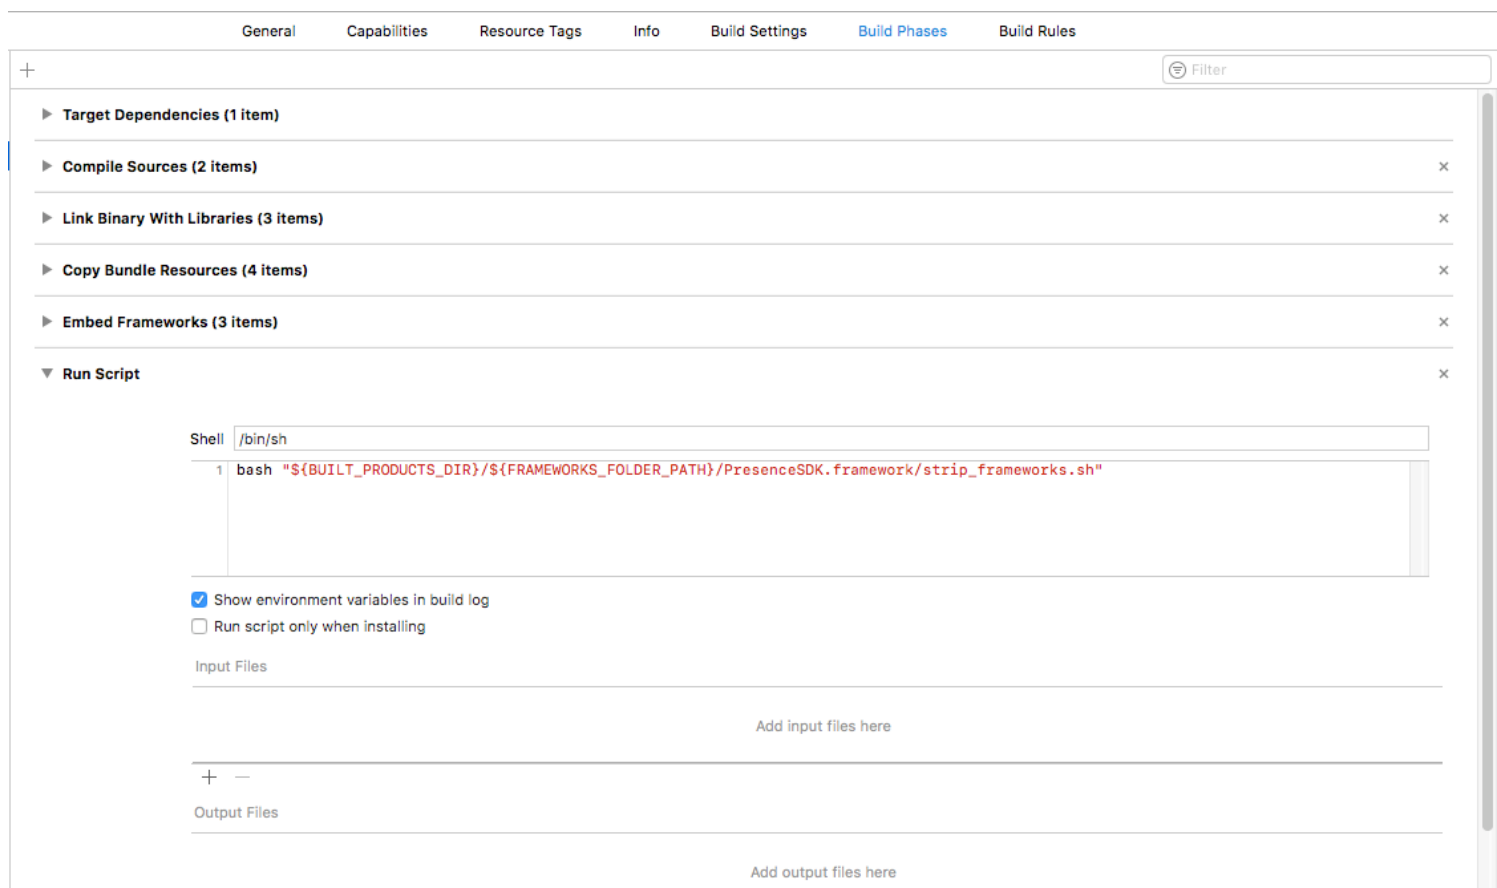 General Capabilities Resource Tags Info Build Settings Build Phases Build Rules
+ Filter
Target Dependencies (1 item)
Compile Sources (2 items) ×
Link Binary With Libraries (3 items) ×
Copy Bundle Resources (4 items) ×
Embed Frameworks (3 items) ×
Run Script ×
Shell /bin/sh
1 bash "${BUILT_PRODUCTS_DIR}/${FRAMEWORKS_FOLDER_PATH}/PresenceSDK.framework/strip_frameworks.sh"
Show environment variables in build log
Run script only when installing
Input Files
Add input files here
+ −
Output Files
Add output files here